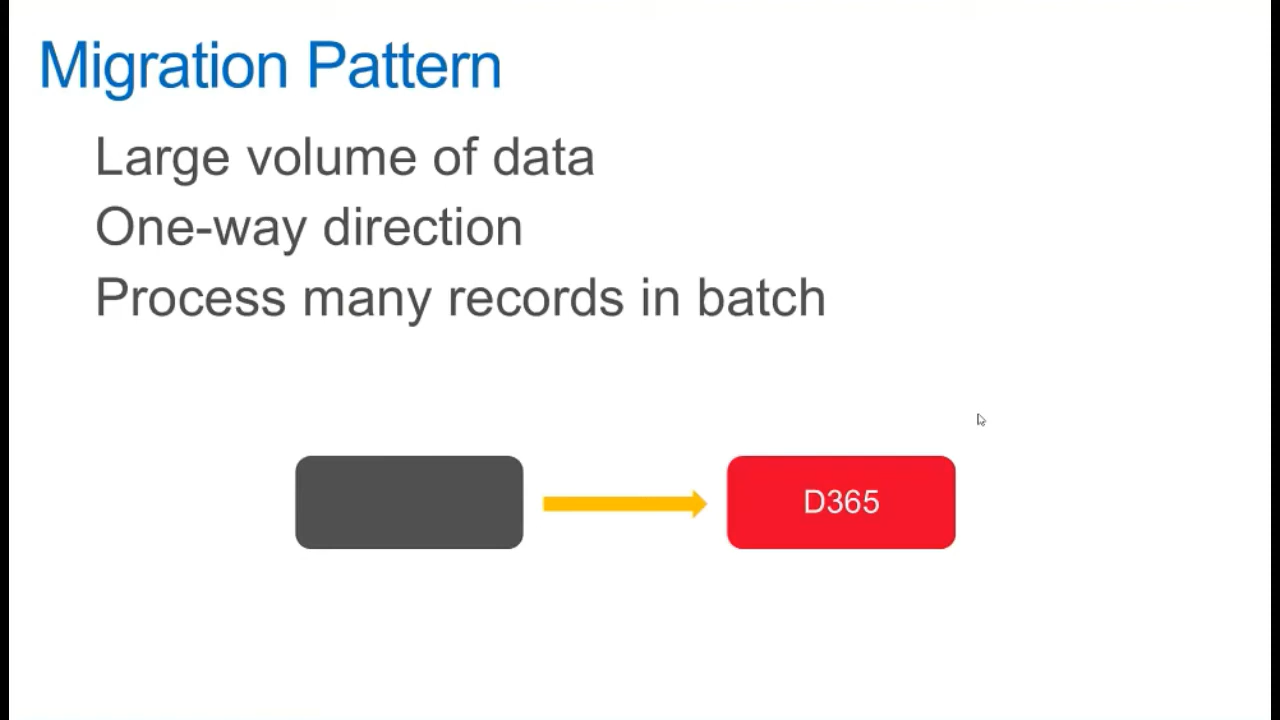 Migration Pattern
Large volume of data
One-way direction
Process many records in batch
D365